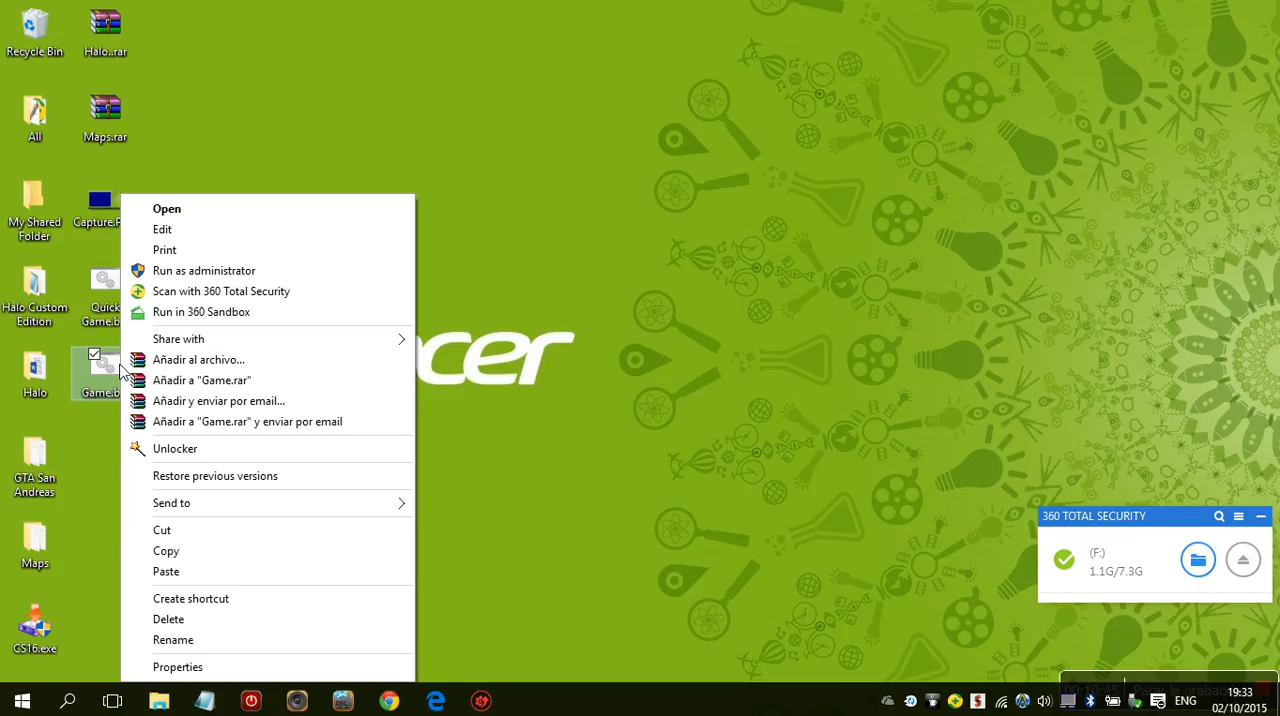 Recycle Bin
Halo..rar
All
Maps.rar
My Shared
Folder
Capture.P
Halo Custom
Edition
Quick
Game.b
Halo
Game.b
GTA San
Andreas
Maps
CS16.exe
Open
Edit
Print
Run as administrator
Scan with 360 Total Security
Run in 360 Sandbox
Share with
Añadir al archivo...
Añadir a "Game.rar"
Añadir y enviar por email...
Añadir a "Game.rar" y enviar por email
Unlocker
Restore previous versions
Send to
Cut
Copy
Paste
Create shortcut
Delete
Rename
Properties
cer
360 TOTAL SECURITY
(F:)
1.1G/7.3G
00:10:45
ENG
19:33
02/10/2015